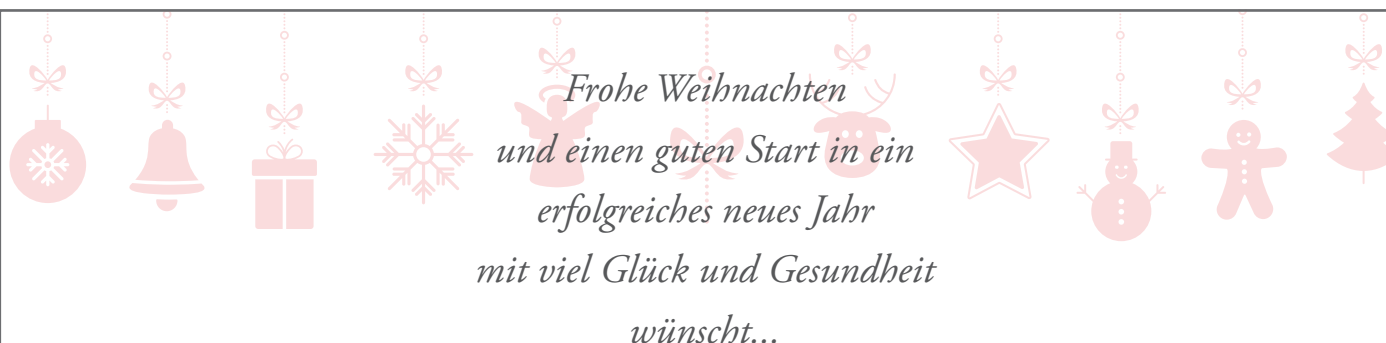 Frohe Weihnachten
und einen guten Start in ein
erfolgreiches neues Jahr
mit viel Glück und Gesundheit
wünscht...